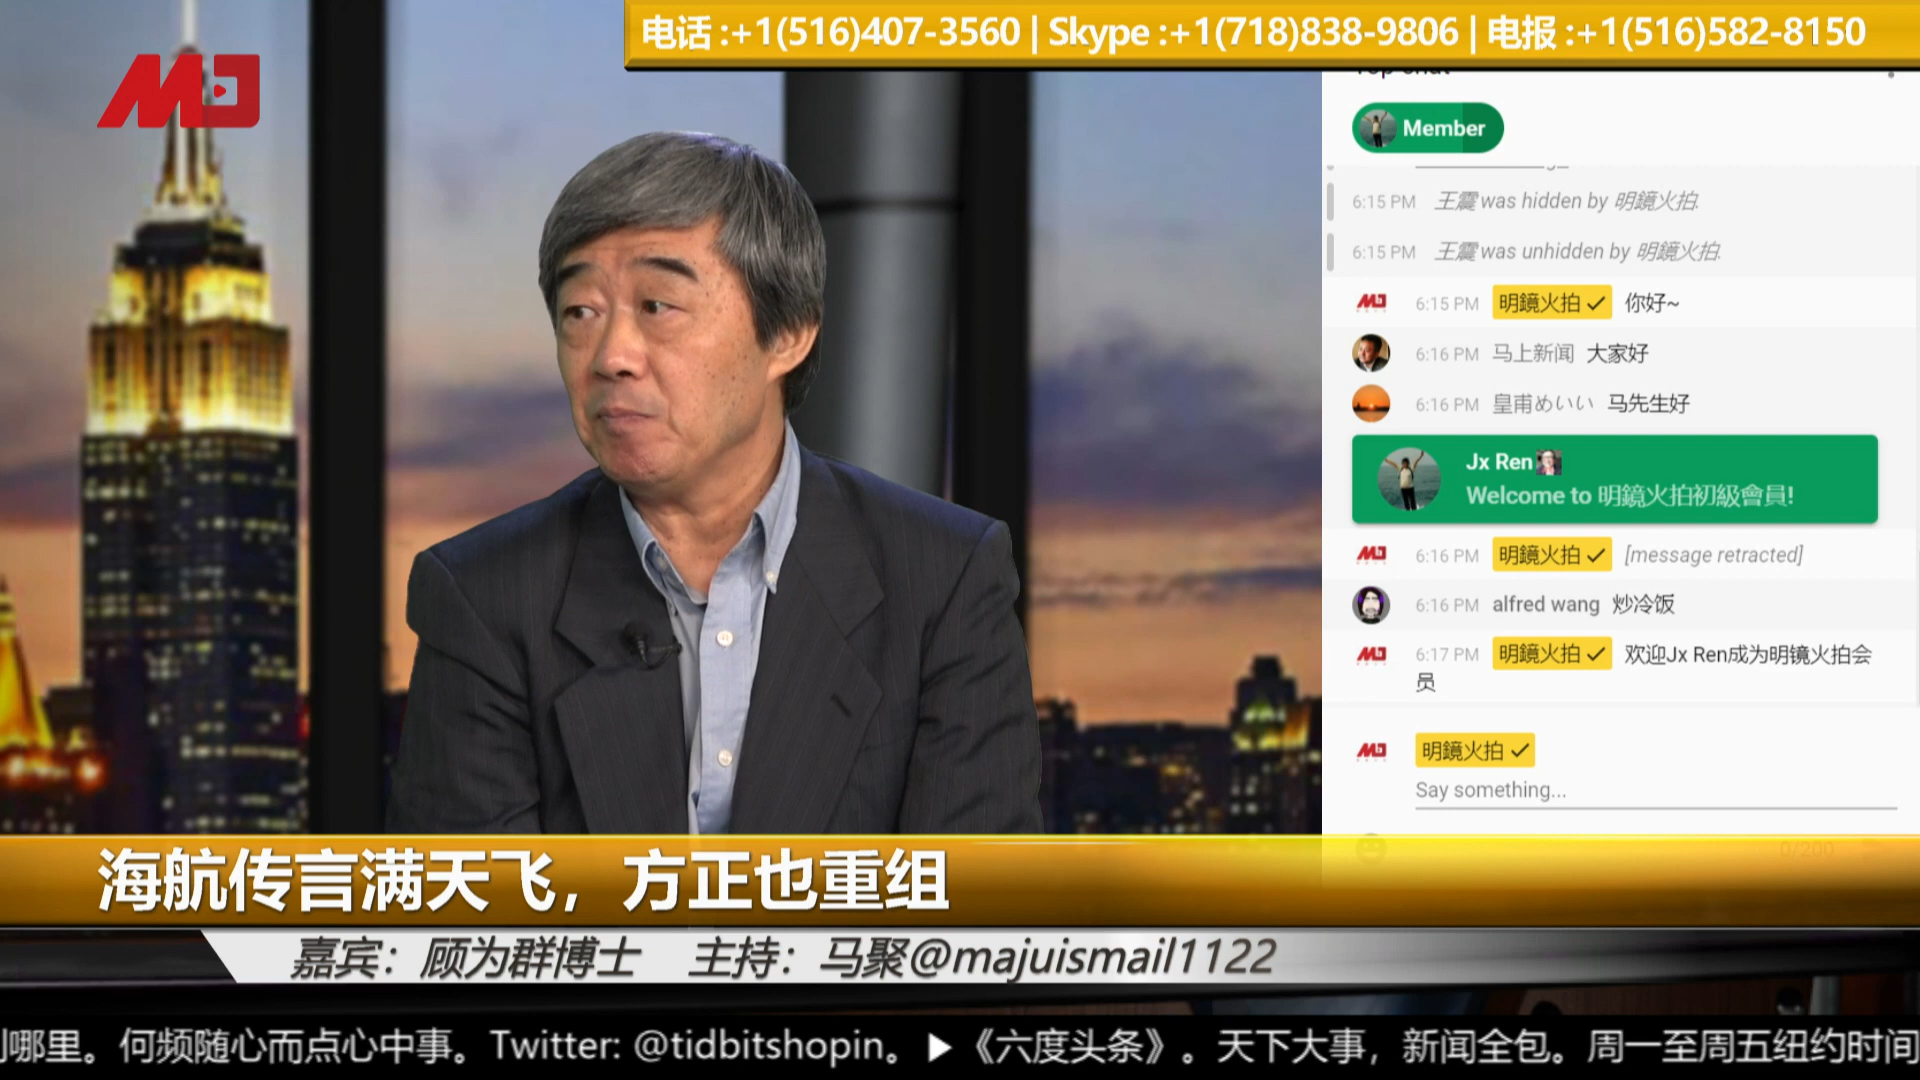 电话 :+1(516)407-3560 | Skype :+1(718)838-9806 | 电报 :+1(516)582-8150
Top chat
Member
6:15 PM 王震 was hidden by 明鏡火拍.
6:15 PM 王震 was unhidden by 明鏡火拍.
6:15 PM 明鏡火拍 ✓ 你好~
6:16 PM 马上新闻 大家好
6:16 PM 皇甫めいい 马先生好
Jx Ren
Welcome to 明鏡火拍初級會員!
6:16 PM 明鏡火拍 ✓ [message retracted]
6:16 PM alfred wang 炒冷饭
6:17 PM 明鏡火拍 ✓ 欢迎Jx Ren成为明镜火拍会
员
明鏡火拍 ✓
Say something...
0/200
海航传言满天飞，方正也重组
嘉宾：顾为群博士 主持：马聚@majuismail1122
哪里。何频随心而点心中事。Twitter: @tidbitshopin。▶《六度头条》。天下大事，新闻全包。周一至周五纽约时间